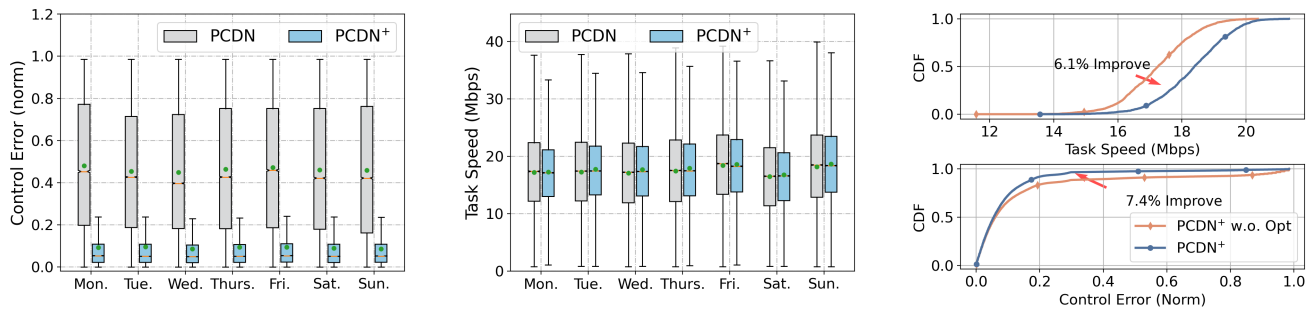 Control Error (norm)
1.2
1.0
0.8
0.6
0.4
0.2
0.0
PCDN
PCDN+
Mon. Tue. Wed. Thurs. Fri. Sat. Sun.
Task Speed (Mbps)
40
30
20
10
0
PCDN
PCDN+
Mon. Tue. Wed. Thurs. Fri. Sat. Sun.
CDF
1.0
0.5
0.0
6.1% Improve
12 14 16 18 20
Task Speed (Mbps)
CDF
1.0
0.5
0.0
7.4% Improve
PCDN+ w.o. Opt
PCDN+
0.0 0.2 0.4 0.6 0.8 1.0
Control Error (Norm)